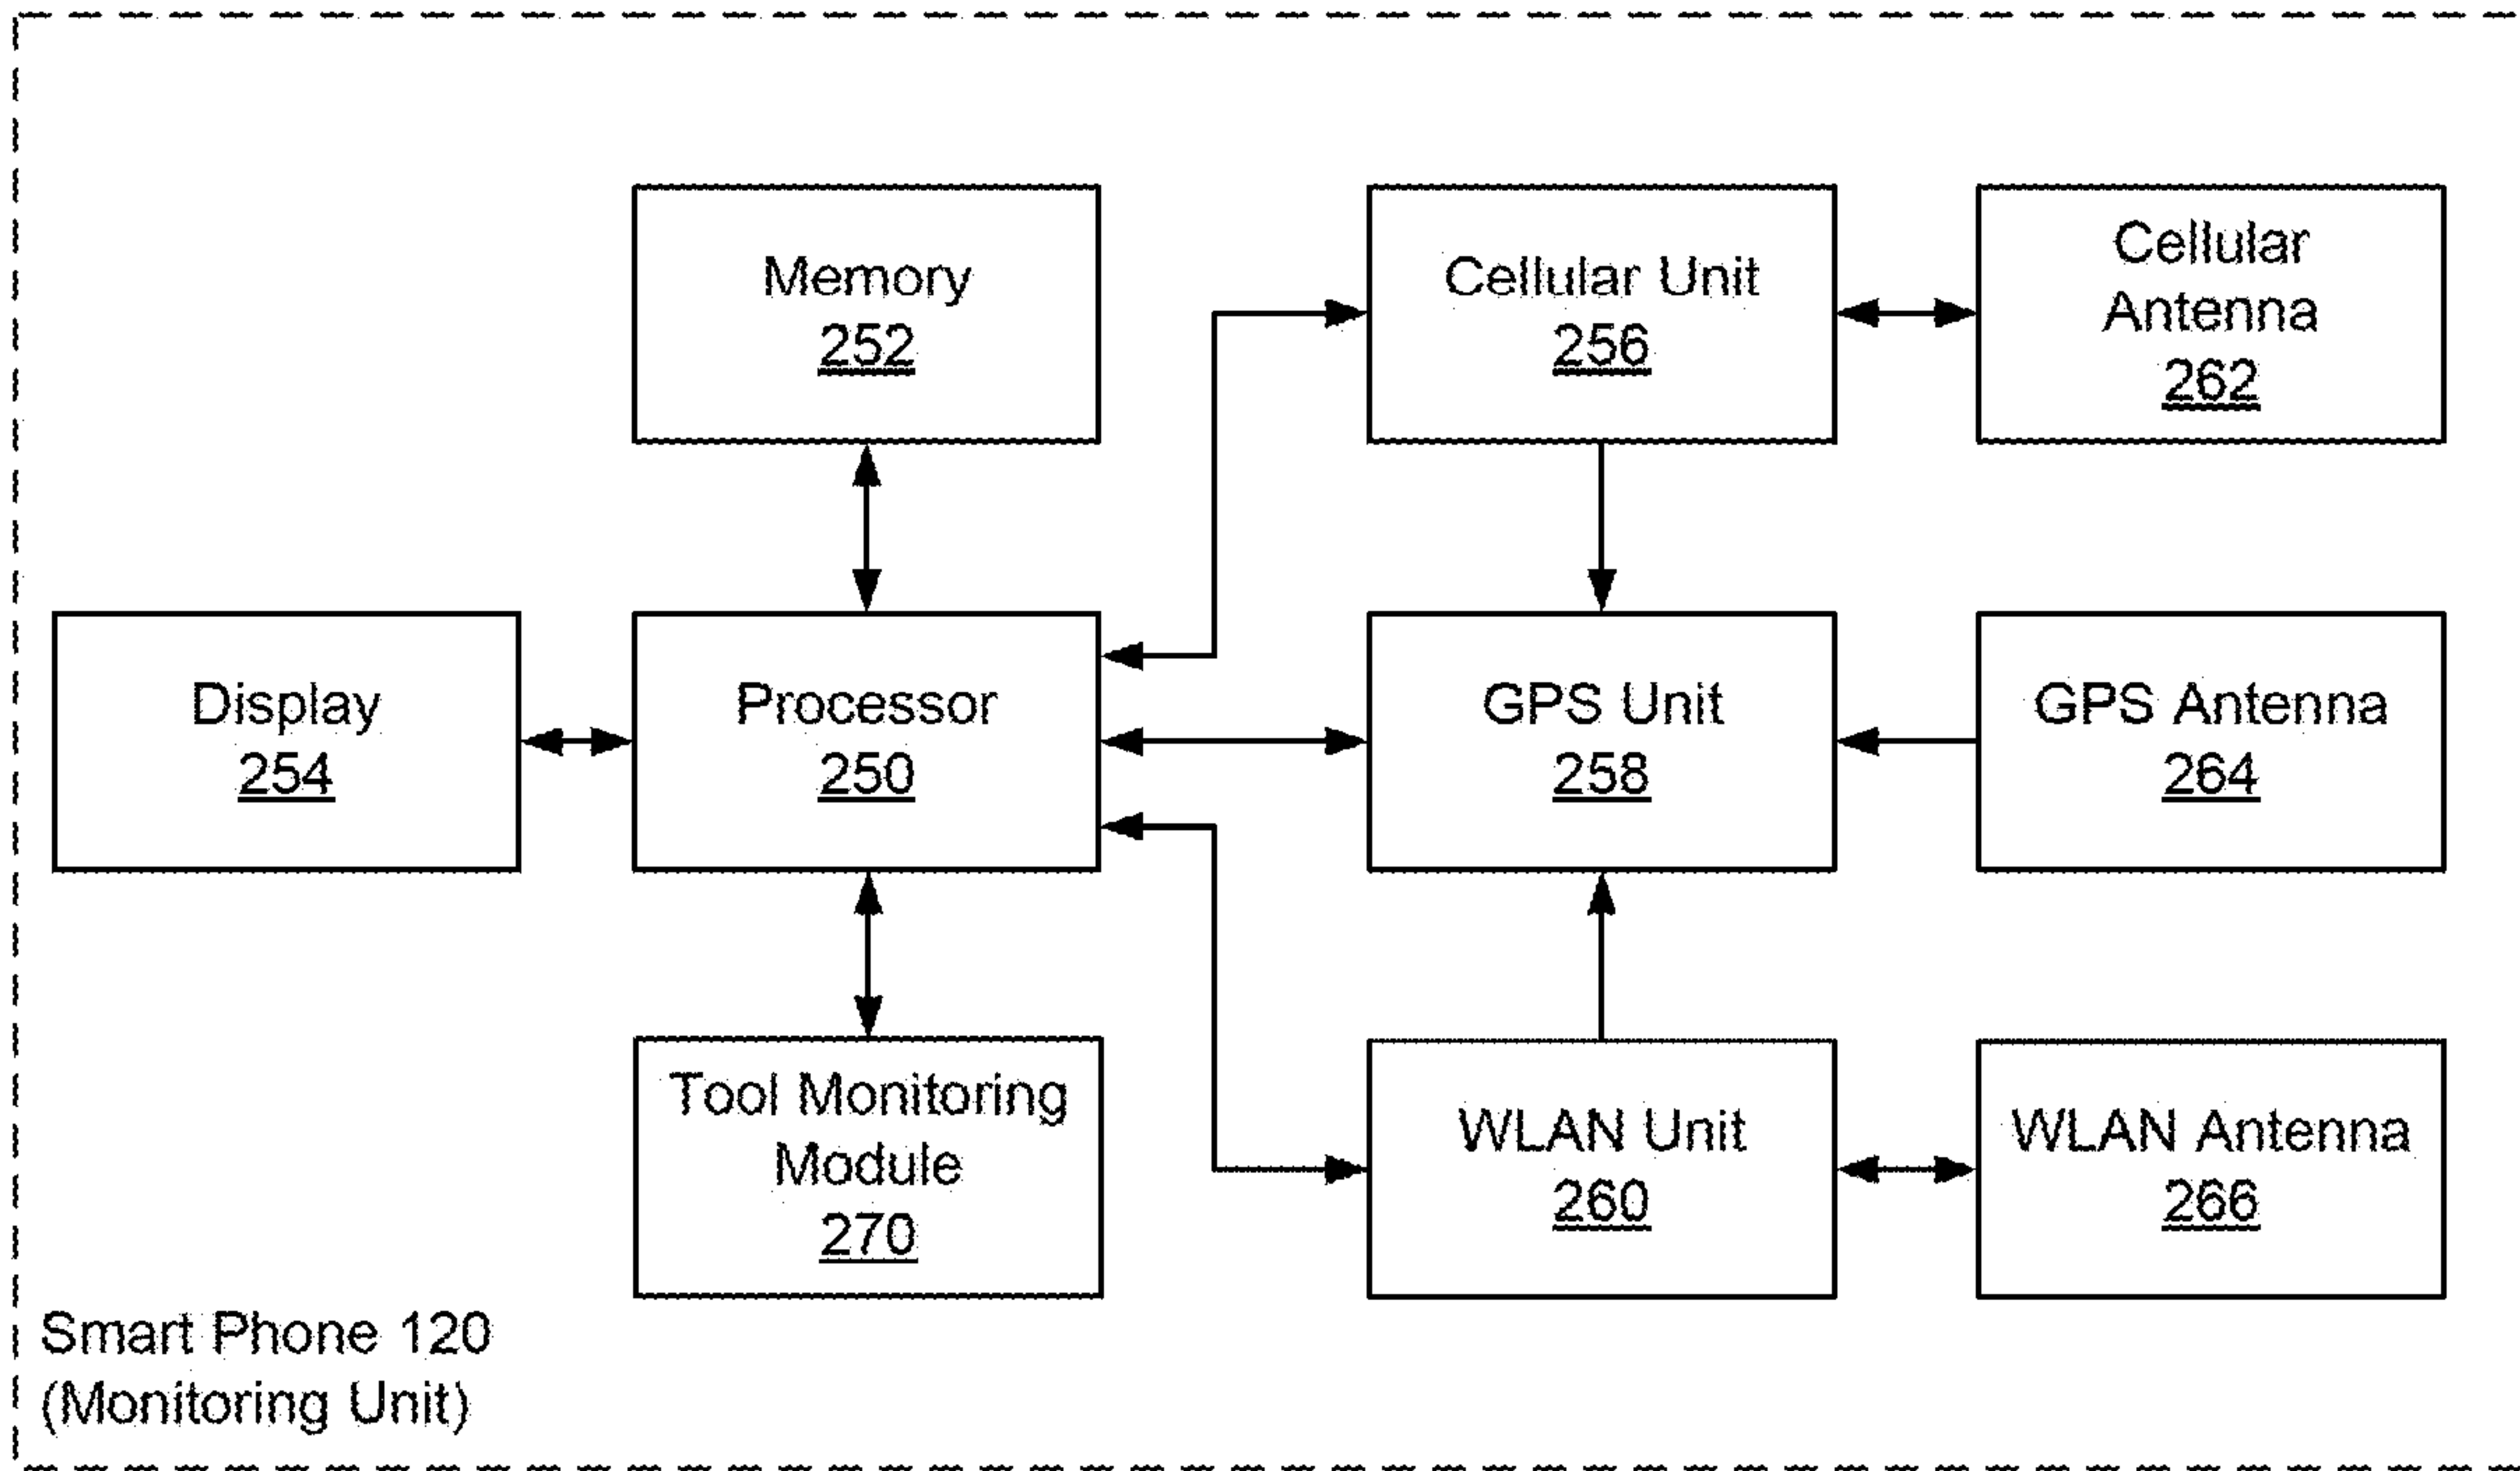 Memory
252
Cellular Unit
256
Cellular
Antenna
262
Display
254
Processor
250
GPS Unit
258
GPS Antenna
264
Tool Monitoring
Module
270
WLAN Unit
260
WLAN Antenna
266
Smart Phone 120
(Monitoring Unit)